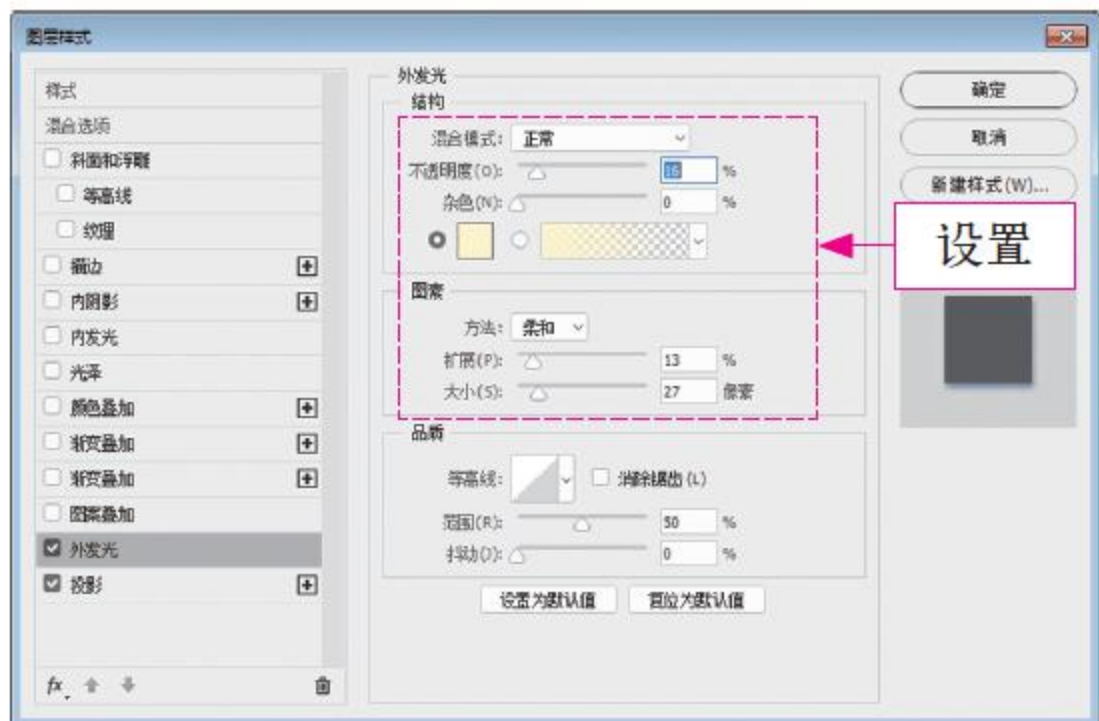 图层样式
样式
混合选项
斜面和浮雕
等高线
纹理
描边
内阴影
内发光
光泽
颜色叠加
渐变叠加
渐变叠加
图案叠加
外发光
投影
fx
外发光
结构
混合模式: 正常
不透明度(O): 16 %
杂色(N): 0 %
图素
方法: 柔和
扩展(P): 13 %
大小(S): 27 像素
品质
等高线: 消除锯齿(L)
范围(R): 50 %
抖动(J): 0 %
设置为默认值 复位为默认值
确定
取消
新建样式(W)...
设置